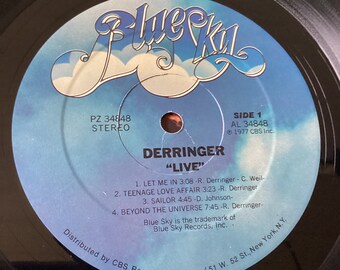 Blue Sky
PZ 34848
STEREO
SIDE 1
AL 34848
℗ 1977 CBS Inc.
DERRINGER
"LIVE"
1. LET ME IN 3:08 -R. Derringer - C. Weil-
2. TEENAGE LOVE AFFAIR 3:23 -R. Derringer
3. SAILOR 4:45 -D. Johnson-
4. BEYOND THE UNIVERSE 7:45 -R. Derringer-
Blue Sky is the trademark of
Blue Sky Records, Inc.
Distributed by CBS /51 W. 52 St., New York, N.Y.